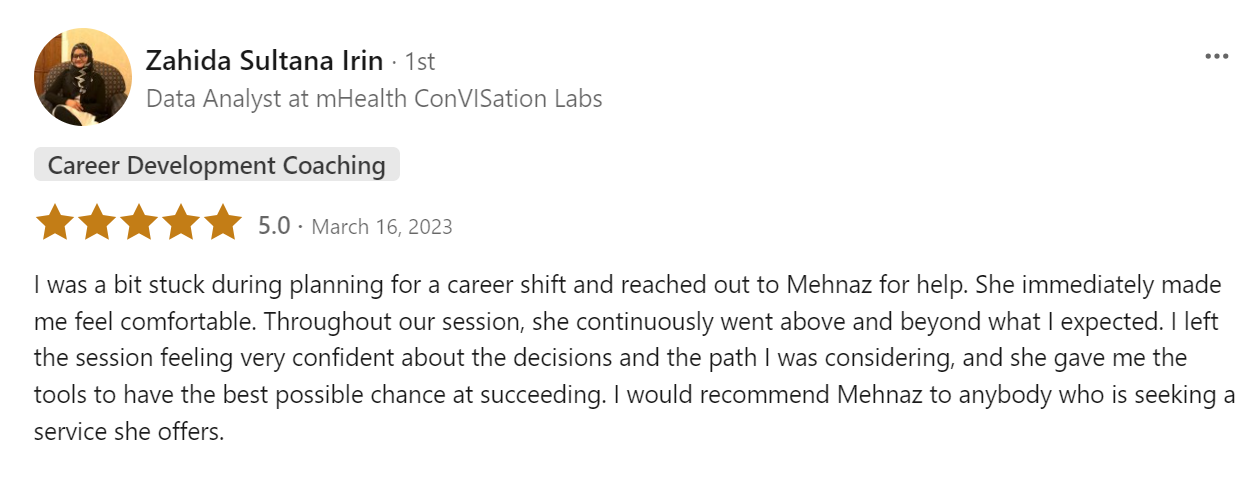 Zahida Sultana Irin · 1st
Data Analyst at mHealth ConVISation Labs
Career Development Coaching
5.0 · March 16, 2023
I was a bit stuck during planning for a career shift and reached out to Mehnaz for help. She immediately made
me feel comfortable. Throughout our session, she continuously went above and beyond what I expected. I left
the session feeling very confident about the decisions and the path I was considering, and she gave me the
tools to have the best possible chance at succeeding. I would recommend Mehnaz to anybody who is seeking a
service she offers.